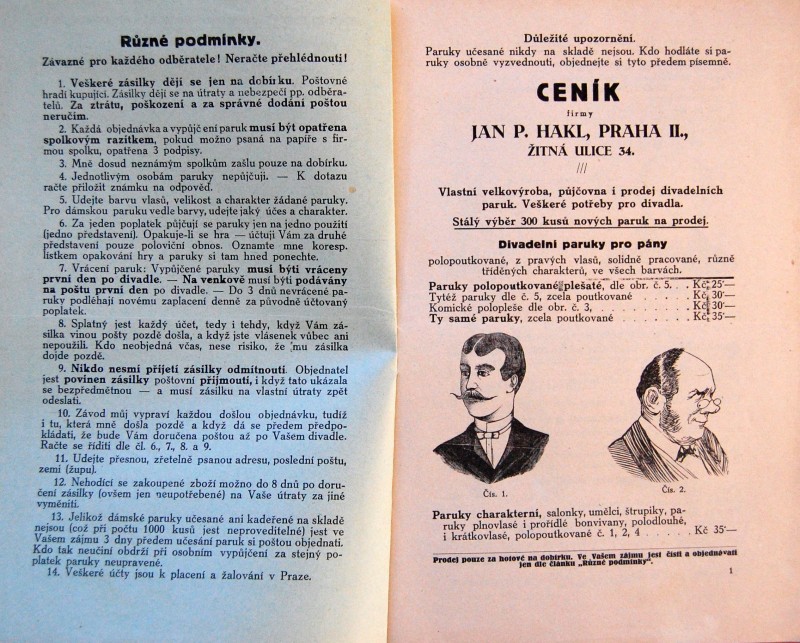 Různé podmínky.
Závazné pro každého odběratele! Neračte přehlédnouti!
1. Veškeré zásilky dějí se jen na dobírku. Poštovné
hradí kupující. Zásilky dějí se na útraty a nebezpečí pp. odběra-
telů. Za ztrátu, poškození a za správné dodání poštou
neručím.
2. Každá objednávka a vypůjčení paruk musí být opatřena
spolkovým razítkem, pokud možno psaná na papíře s fir-
mou spolku, opatřena 3 podpisy.
3. Mně dosud neznámým spolkům zašlu pouze na dobírku.
4. Jednotlivým osobám paruky nepůjčuji. — K dotazu
račte přiložit známku na odpověď.
5. Udejte barvu vlasů, velikost a charakter žádané paruky.
Pro dámskou paruku vedle barvy, udejte jaký účes a charakter.
6. Za jeden poplatek půjčují se paruky jen na jedno použití
(jedno představení). Opakuje-li se hra — účtuji Vám za druhé
představení pouze poloviční obnos. Oznamte mne koresp.
lístkem opakování hry a paruky si tam hned ponechte.
7. Vrácení paruk: Vypůjčené paruky musí býti vráceny
první den po divadle. — Na venkově musí býti podávány
na poštu první den po divadle. — Do 3 dnů nevrácené pa-
ruky podléhají novému zaplacení denně za původně účtovaný
poplatek.
8. Splatný jest každý účet, tedy i tehdy, když Vám zá-
silka vinou pošty pozdě došla, a když jste vlásenek vůbec ani
nepoužili. Kdo neobjedná včas, nese risiko, že mu zásilka
dojde pozdě.
9. Nikdo nesmí přijetí zásilky odmítnouti. Objednatel
jest povinen zásilky poštovní přijmouti, i když tato ukázala
se bezpředmětnou — a musí zásilku na vlastní útraty zpět
odeslati.
10. Závod můj vypraví každou došlou objednávku, tudíž
i tu, která mně došla pozdě a když dá se předem předpo-
kládati, že bude Vám doručena poštou až po Vašem divadle.
Račte se říditi dle čl. 6., 7., 8. a 9.
11. Udejte přesnou, zřetelně psanou adresu, poslední poštu,
zemi (župu).
12. Nehodící se zakoupené zboží možno do 8 dnů po doru-
čení zásilky (ovšem jen neupotřebené) na Vaše útraty za jiné
vyměniti.
13. Jelikož dámské paruky učesané ani kadeřené na skladě
nejsou (což při počtu 1000 kusů jest neproveditelné) jest ve
Vašem zájmu 3 dny předem učesání paruk si poštou objednati.
Kdo tak neučiní obdrží při osobním vypůjčení za stejný po-
platek paruky neupravené.
14. Veškeré účty jsou k placení a žalování v Praze.
Důležité upozornění.
Paruky učesané nikdy na skladě nejsou. Kdo hodláte si pa-
ruky osobně vyzvednouti, objednejte si tyto předem písemně.
CENÍK
firmy
JAN P. HAKL, PRAHA II.,
ŽITNÁ ULICE 34.
///
Vlastní velkovýroba, půjčovna i prodej divadelních
paruk. Veškeré potřeby pro divadla.
Stálý výběr 300 kusů nových paruk na prodej.
Divadelní paruky pro pány
polopoutkované, z pravých vlasů, solidně pracované, různě
tříděných charakterů, ve všech barvách.
Paruky polopoutkované plešaté, dle obr. č. 5. . . Kč 25'—
Tytéž paruky dle č. 5, zcela poutkované . . . . Kč 30'—
Komické polopleše dle obr. č. 3, . . . . . . . Kč 30'—
Ty samé paruky, zcela poutkované . . . . . . Kč 35'—
Čís. 1.
Čís. 2.
Paruky charakterní, salonky, umělci, štrupiky, pa-
ruky plnovlasé i prořídlé bonvivany, polodlouhé,
i krátkovlasé, polopoutkované č. 1, 2, 4 . . . . . Kč 35'—
Prodej pouze za hotové na dobírku. Ve Vašem zájmu jest čísti a objednávati
jen dle článku „Různé podmínky".
1